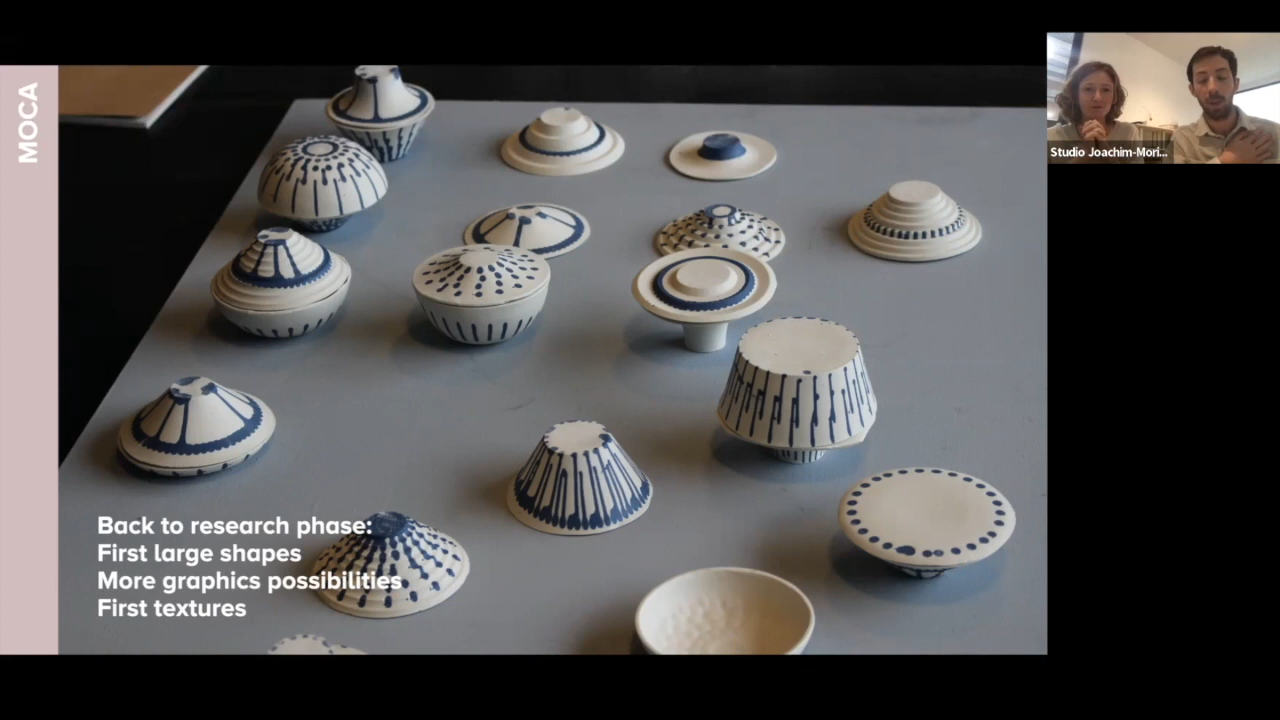 MOCA
Back to research phase:
First large shapes
More graphics possibilities
First textures
Studio Joachim-Mori...